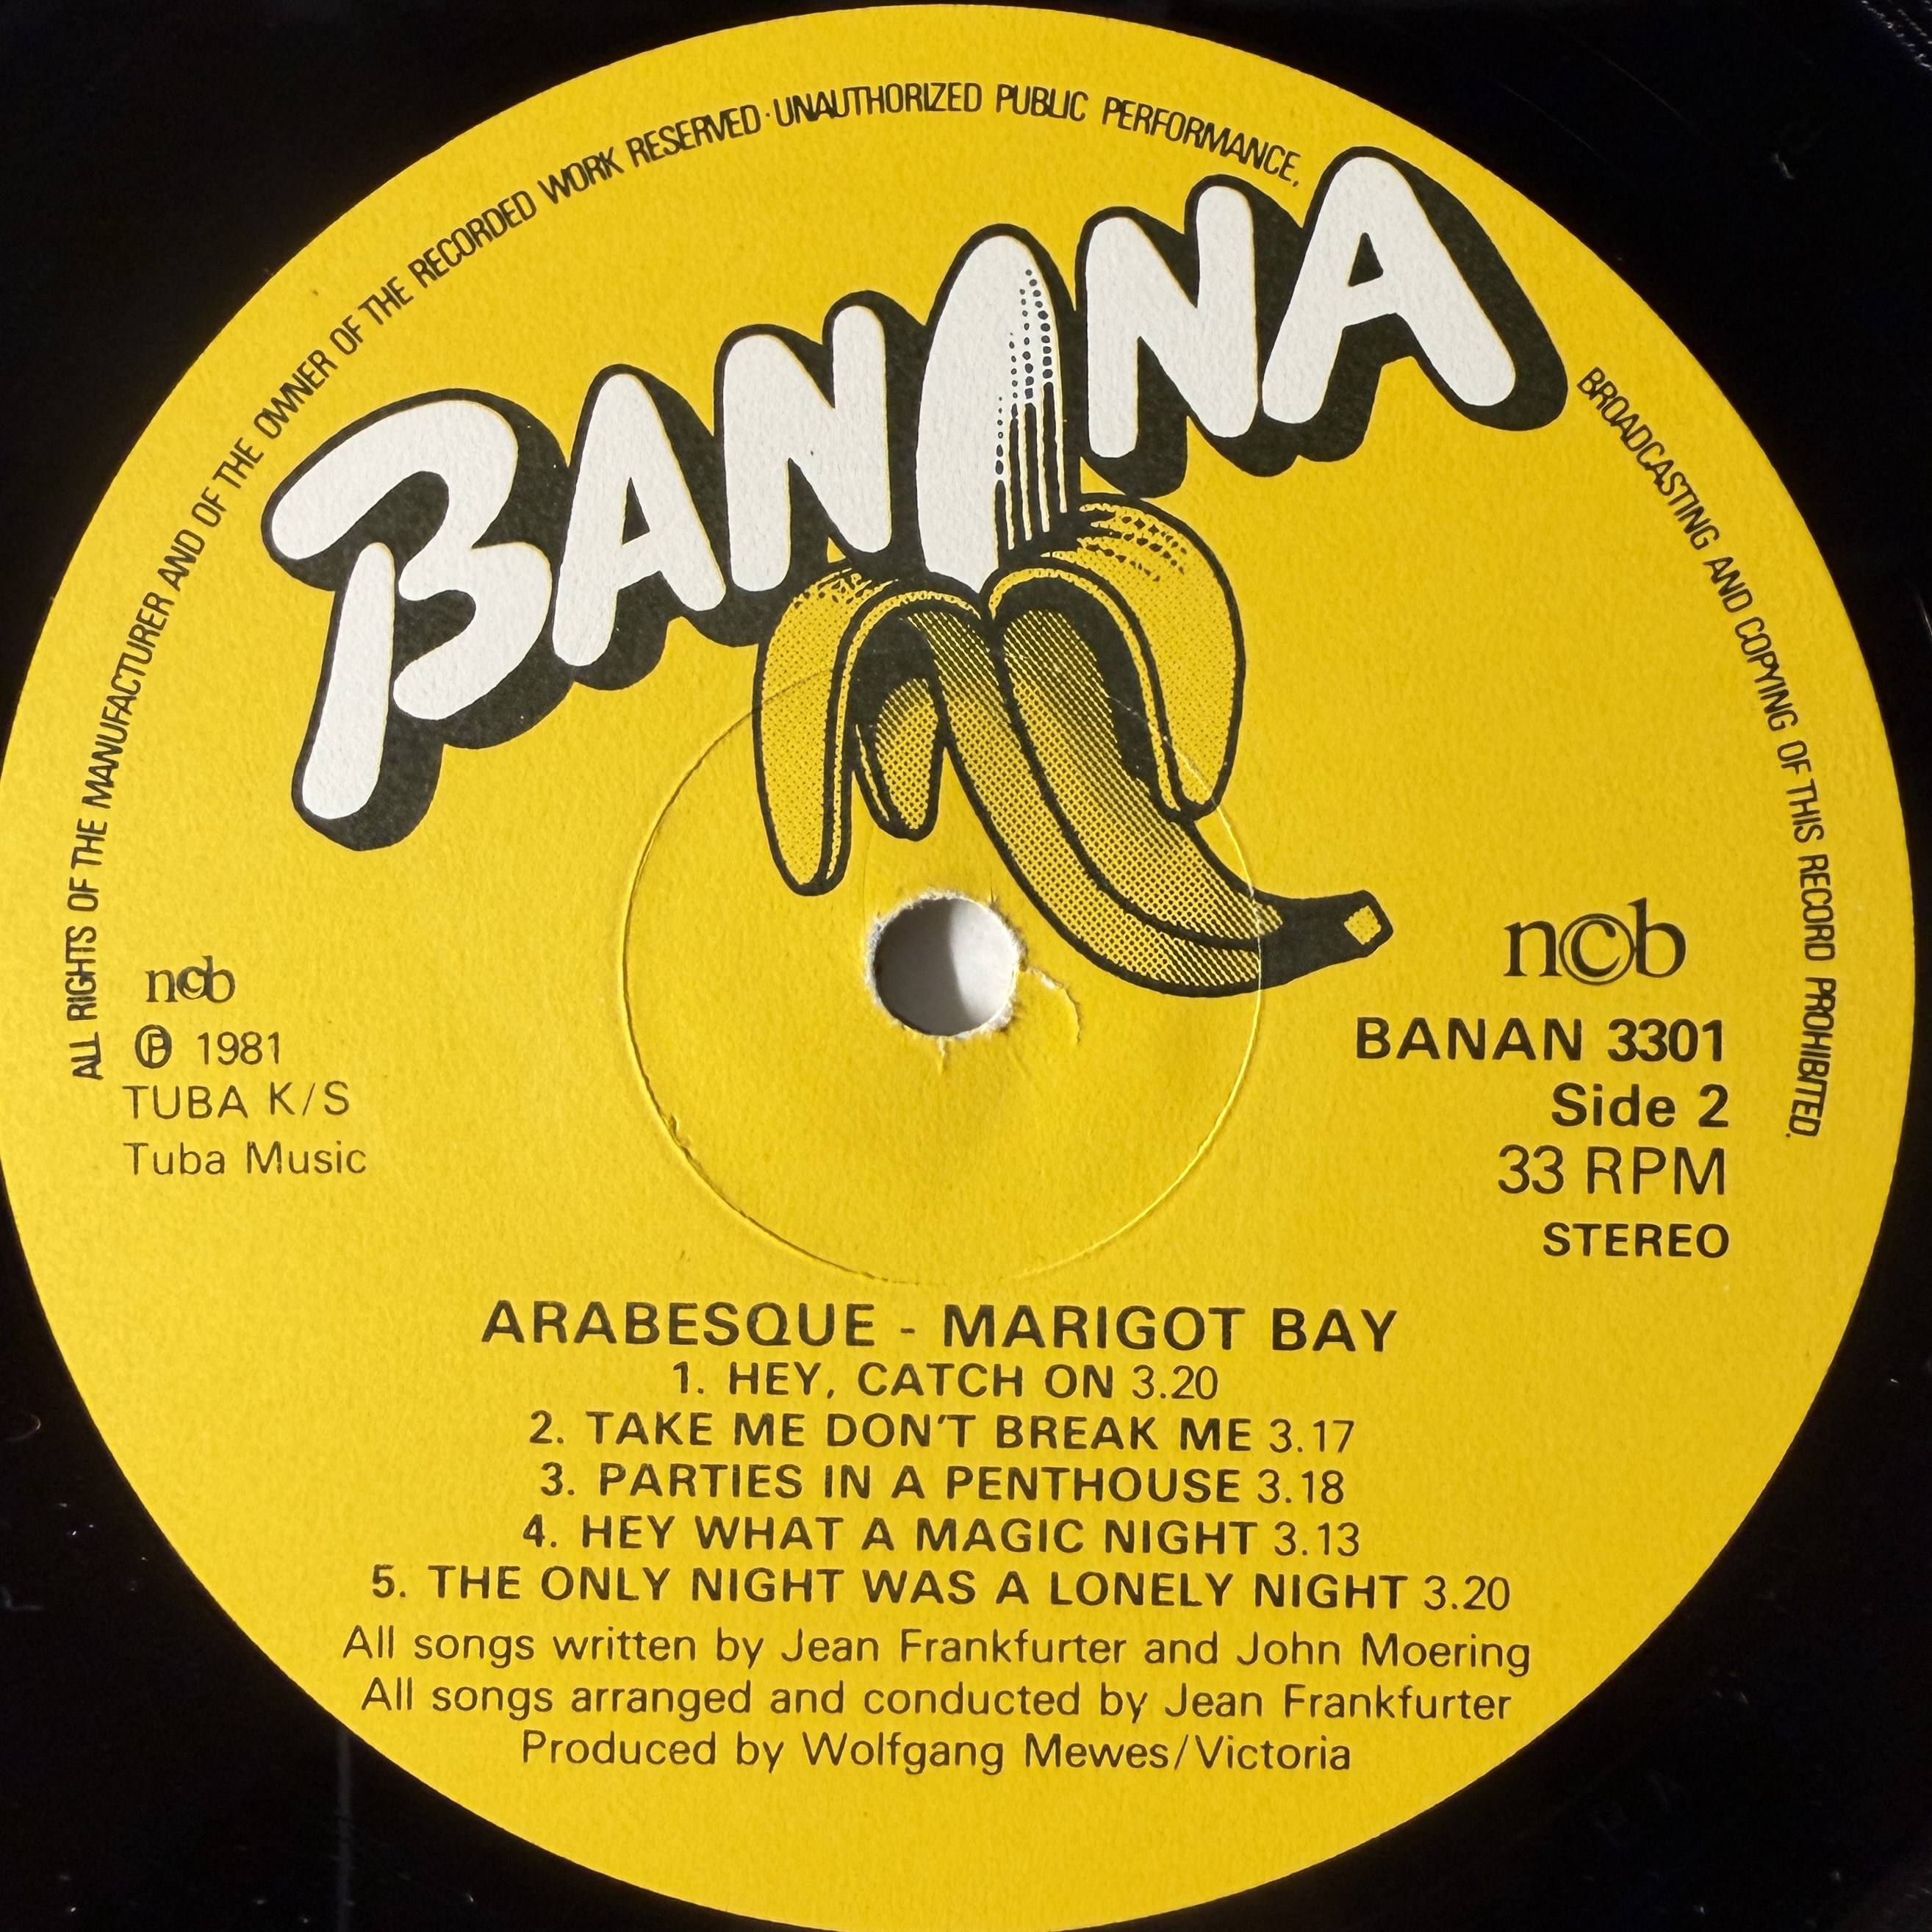 ALL RIGHTS OF THE MANUFACTURER AND OF THE OWNER OF THE RECORDED WORK RESERVED · UNAUTHORIZED PUBLIC PERFORMANCE, BROADCASTING AND COPYING OF THIS RECORD PROHIBITED.
BANANA
ncb
Ⓟ 1981
TUBA K/S
Tuba Music
n©b
BANAN 3301
Side 2
33 RPM
STEREO
ARABESQUE - MARIGOT BAY
1. HEY, CATCH ON 3.20
2. TAKE ME DON'T BREAK ME 3.17
3. PARTIES IN A PENTHOUSE 3.18
4. HEY WHAT A MAGIC NIGHT 3.13
5. THE ONLY NIGHT WAS A LONELY NIGHT 3.20
All songs written by Jean Frankfurter and John Moering
All songs arranged and conducted by Jean Frankfurter
Produced by Wolfgang Mewes/Victoria